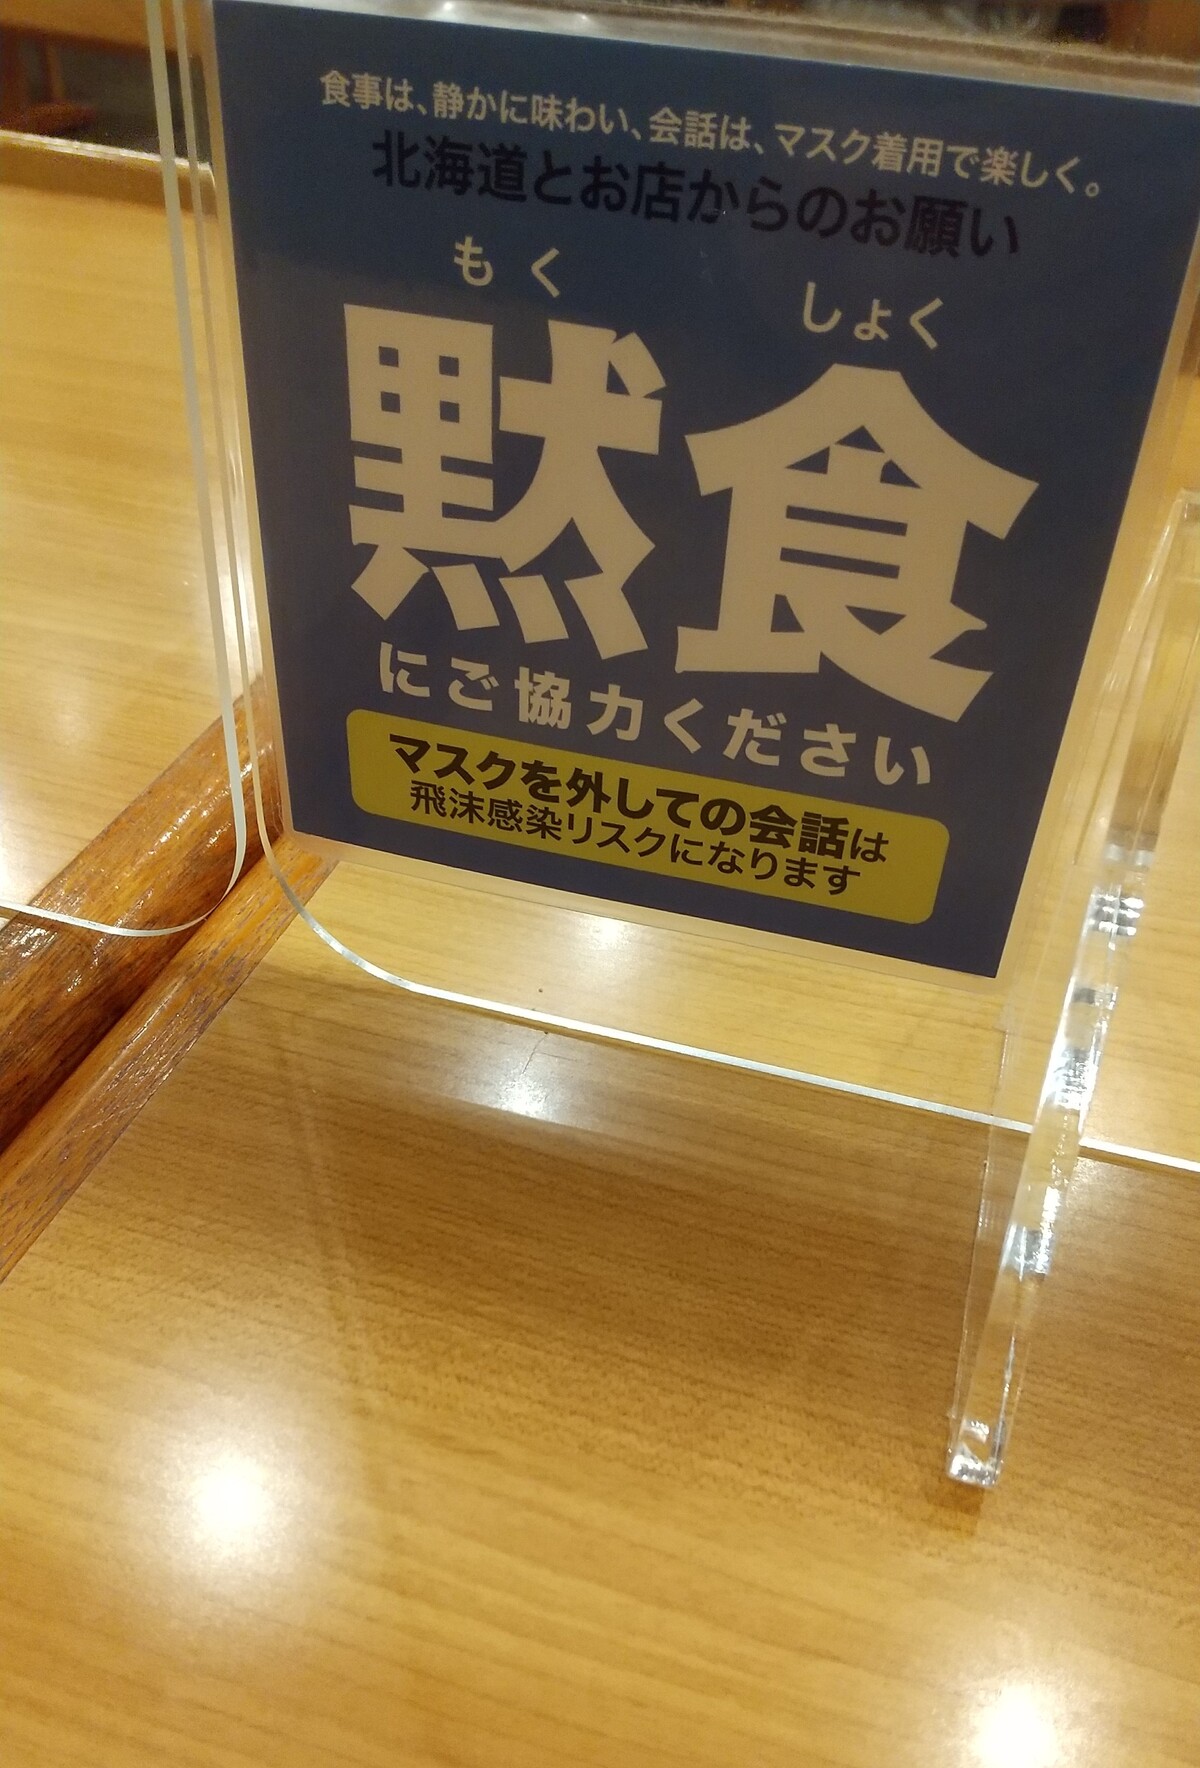 食事は、静かに味わい、会話は、マスク着用で楽しく。
北海道とお店からのお願い
もく しょく
黙食
にご協力ください
マスクを外しての会話は
飛沫感染リスクになります